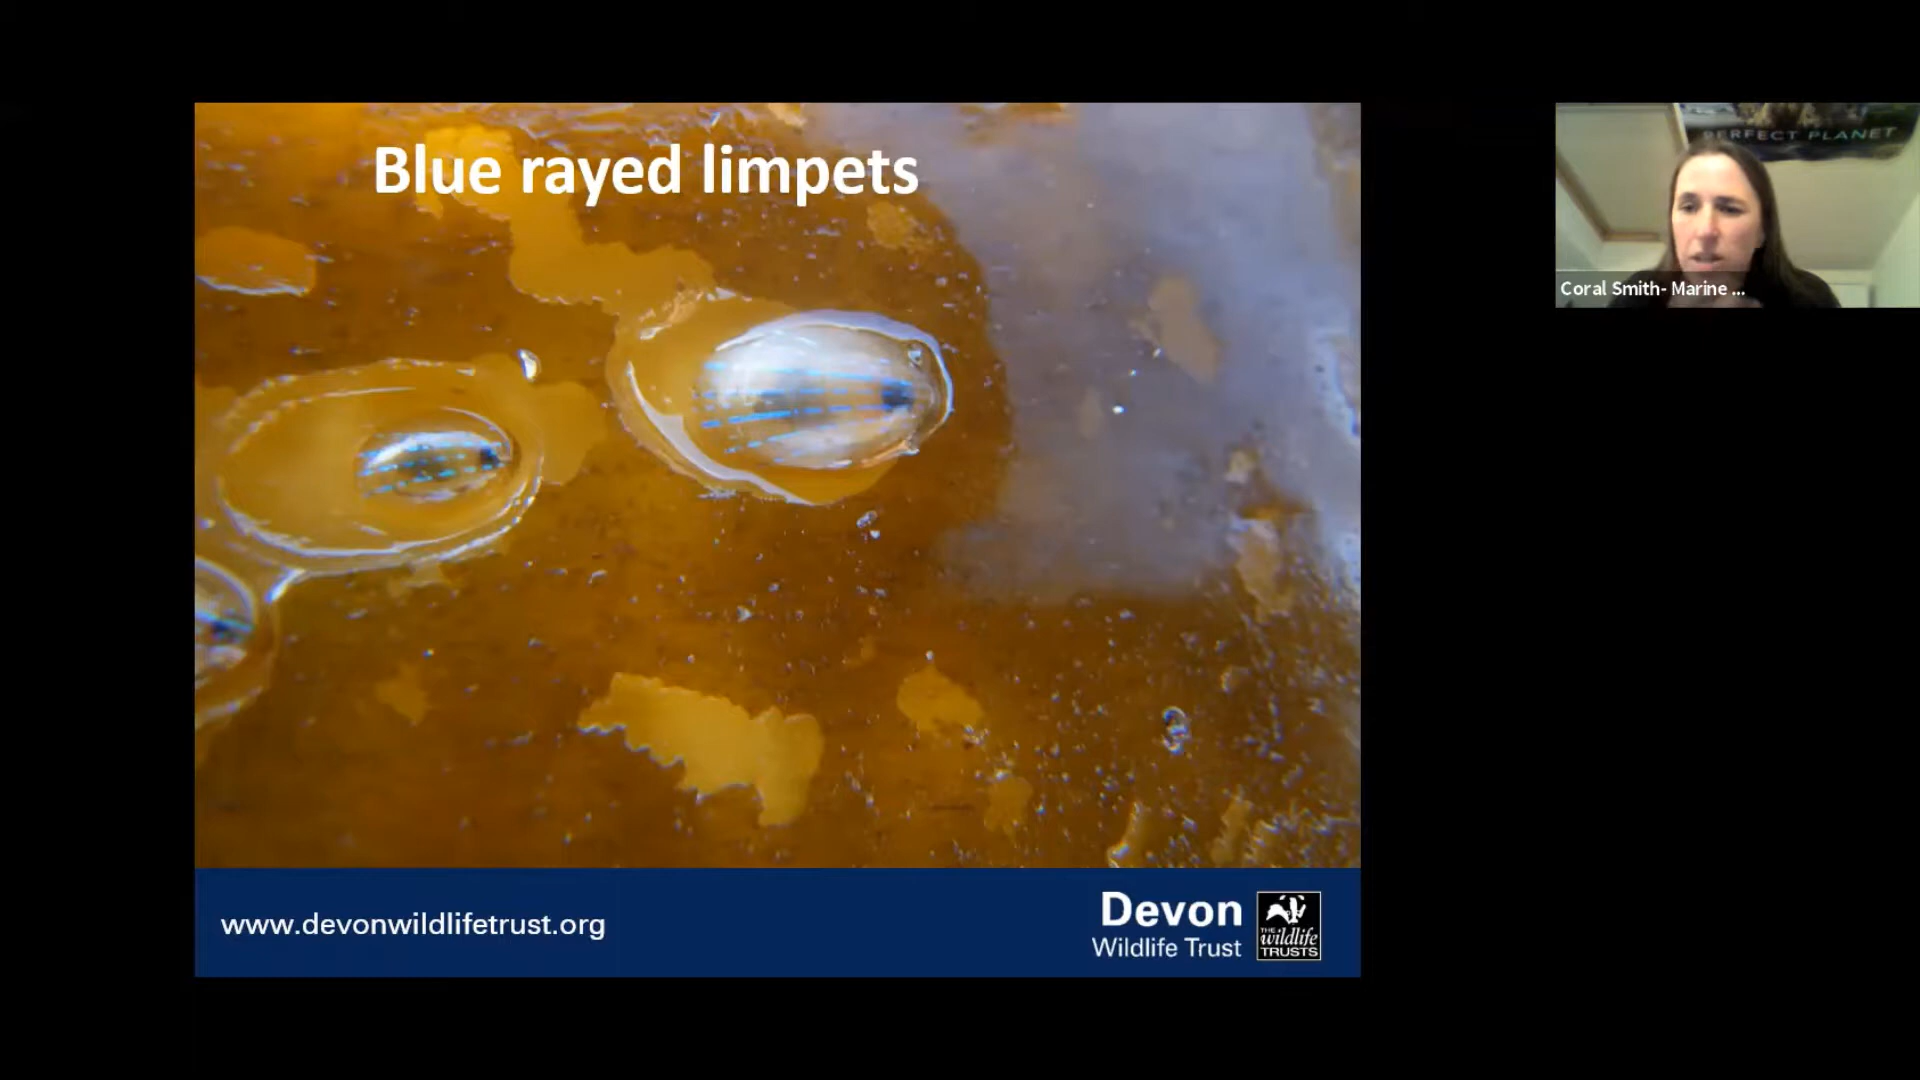 Blue rayed limpets
PERFECT PLANET
Coral Smith- Marine ...
www.devonwildlifetrust.org
Devon
Wildlife Trust
THE
wildlife
TRUSTS